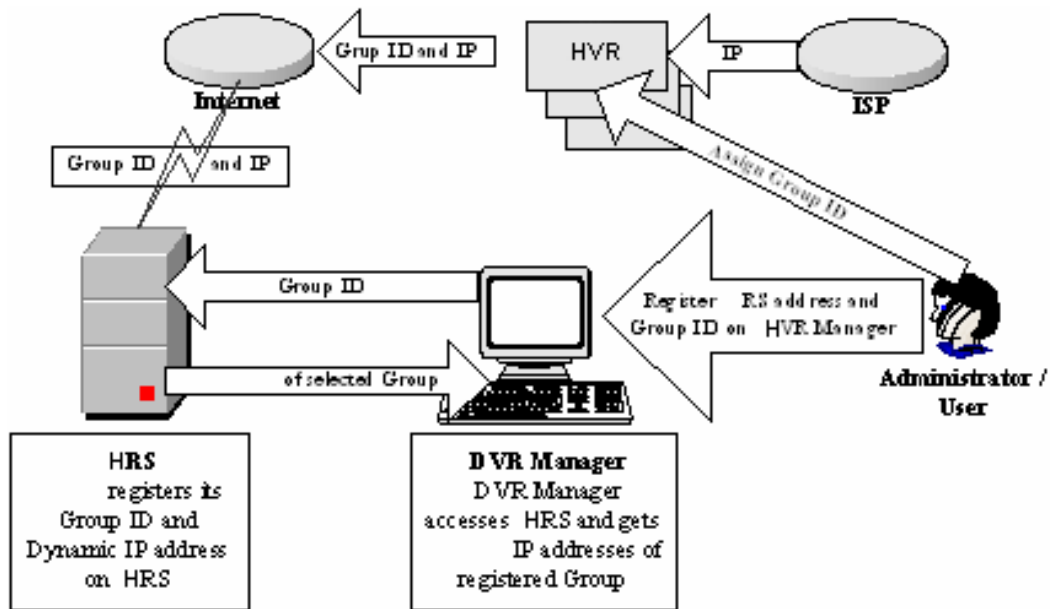 Grup ID and IP
HVR
IP
Internet
ISP
Group ID and IP
Assign Group ID
Group ID
Register RS address and
Group ID on HVR Manager
of selected Group
Administrator /
User
HRS
registers its
Group ID and
Dynamic IP address
on HRS
DVR Manager
DVR Manager
accesses HRS and gets
IP addresses of
registered Group